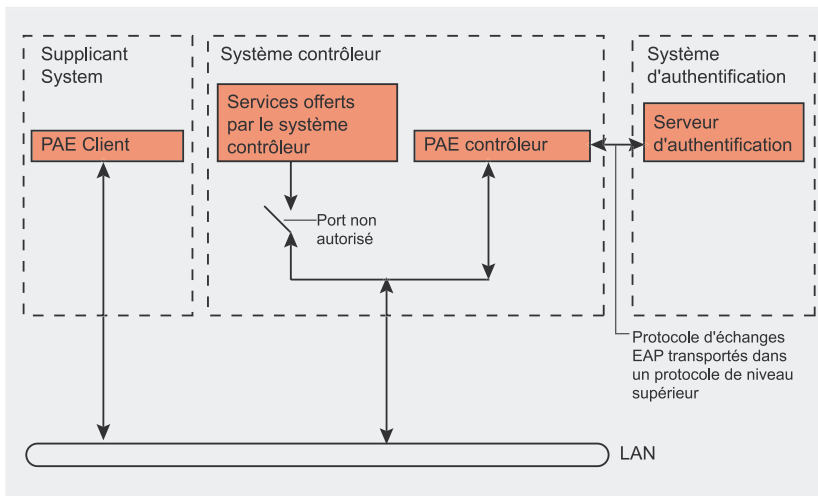 Supplicant
System
PAE Client
Système contrôleur
Services offerts
par le système
contrôleur
PAE contrôleur
Port non
autorisé
Système
d'authentification
Serveur
d'authentification
Protocole d'échanges
EAP transportés dans
un protocole de niveau
supérieur
LAN